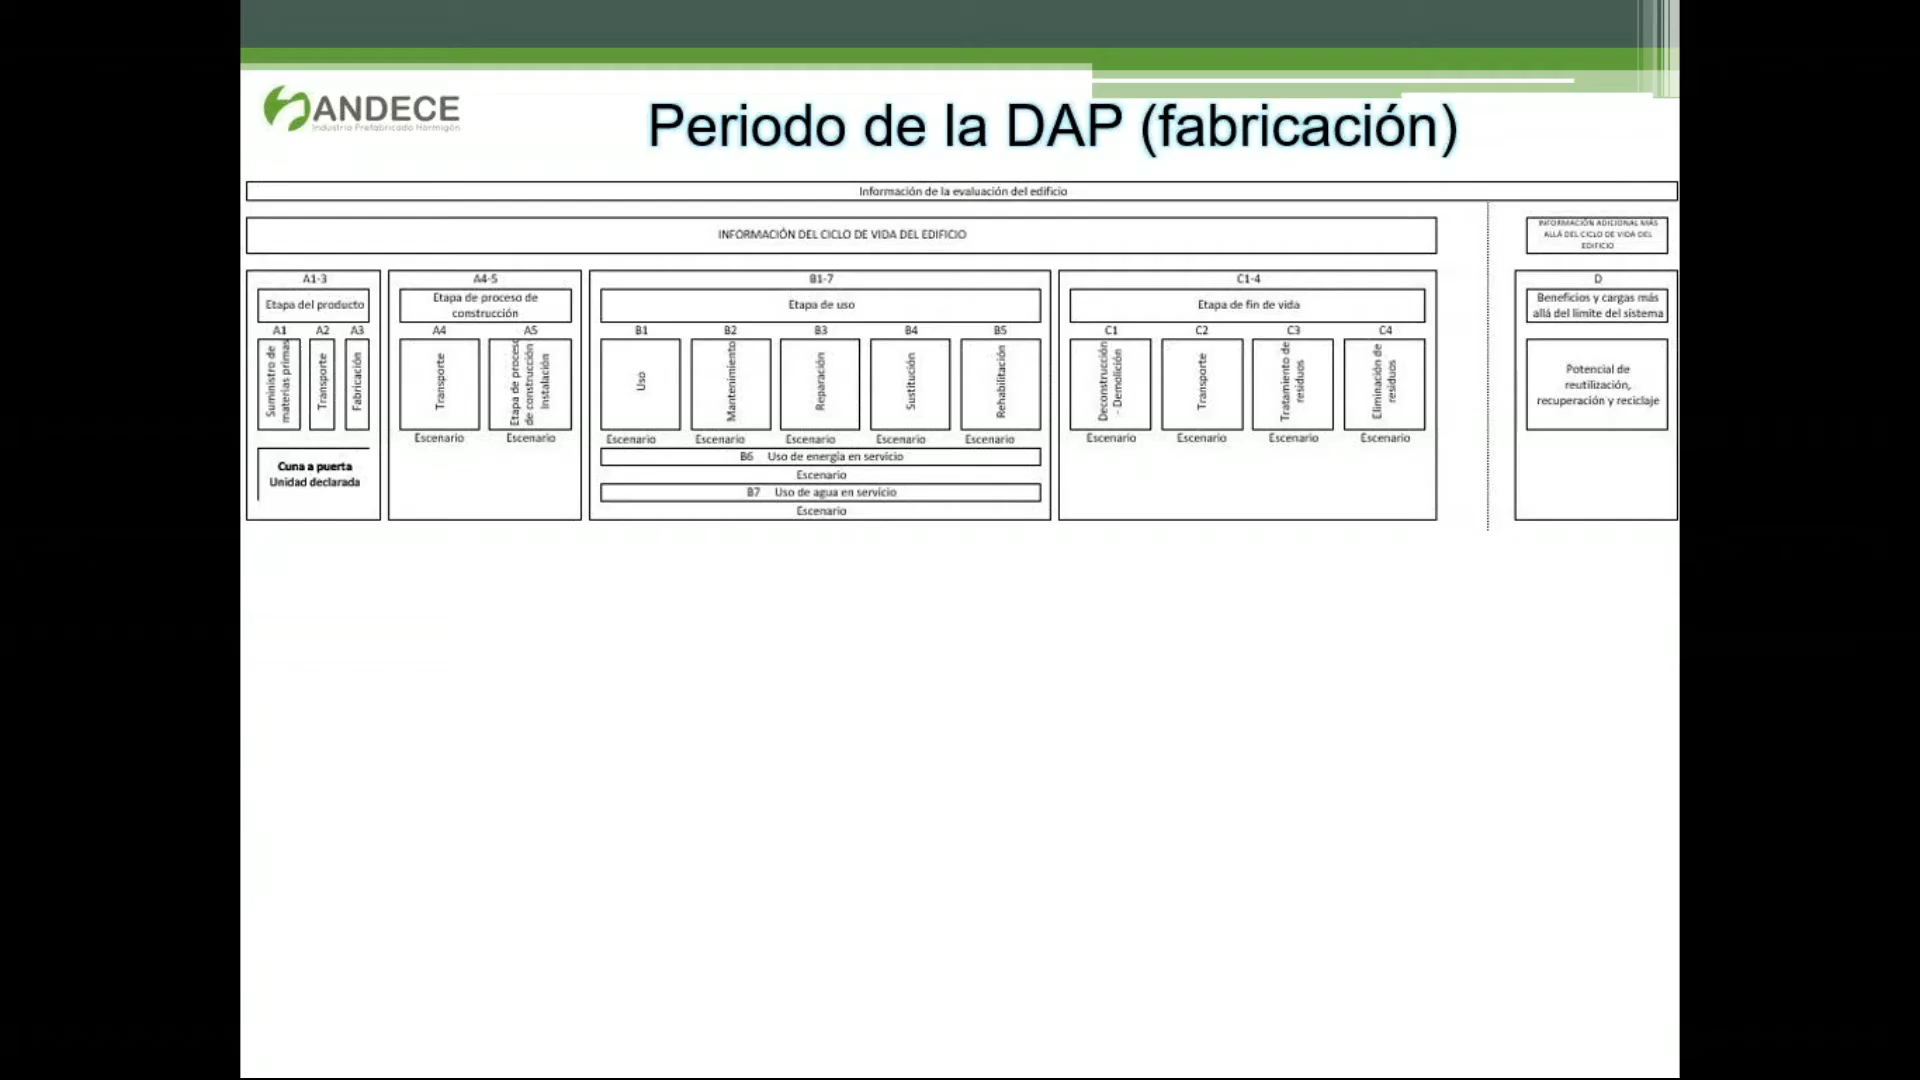 ANDECE
Industria Prefabricado Hormigón
Periodo de la DAP (fabricación)
Información de la evaluación del edificio
INFORMACIÓN DEL CICLO DE VIDA DEL EDIFICIO
INFORMACIÓN ADICIONAL MÁS
ALLÁ DEL CICLO DE VIDA DEL
EDIFICIO
A1-3
Etapa del producto
A1 A2 A3
Suministro de
materias primas
Transporte
Fabricación
Cuna a puerta
Unidad declarada
A4-5
Etapa de proceso de
construcción
A4 A5
Transporte
Etapa de proceso
de construcción
Instalación
Escenario Escenario
B1-7
Etapa de uso
B1 B2 B3 B4 B5
Uso
Mantenimiento
Reparación
Sustitución
Rehabilitación
Escenario Escenario Escenario Escenario Escenario
B6 Uso de energía en servicio
Escenario
B7 Uso de agua en servicio
Escenario
C1-4
Etapa de fin de vida
C1 C2 C3 C4
Deconstrucción
- Demolición
Transporte
Tratamiento de
residuos
Eliminación de
residuos
Escenario Escenario Escenario Escenario
D
Beneficios y cargas más
allá del límite del sistema
Potencial de
reutilización,
recuperación y reciclaje